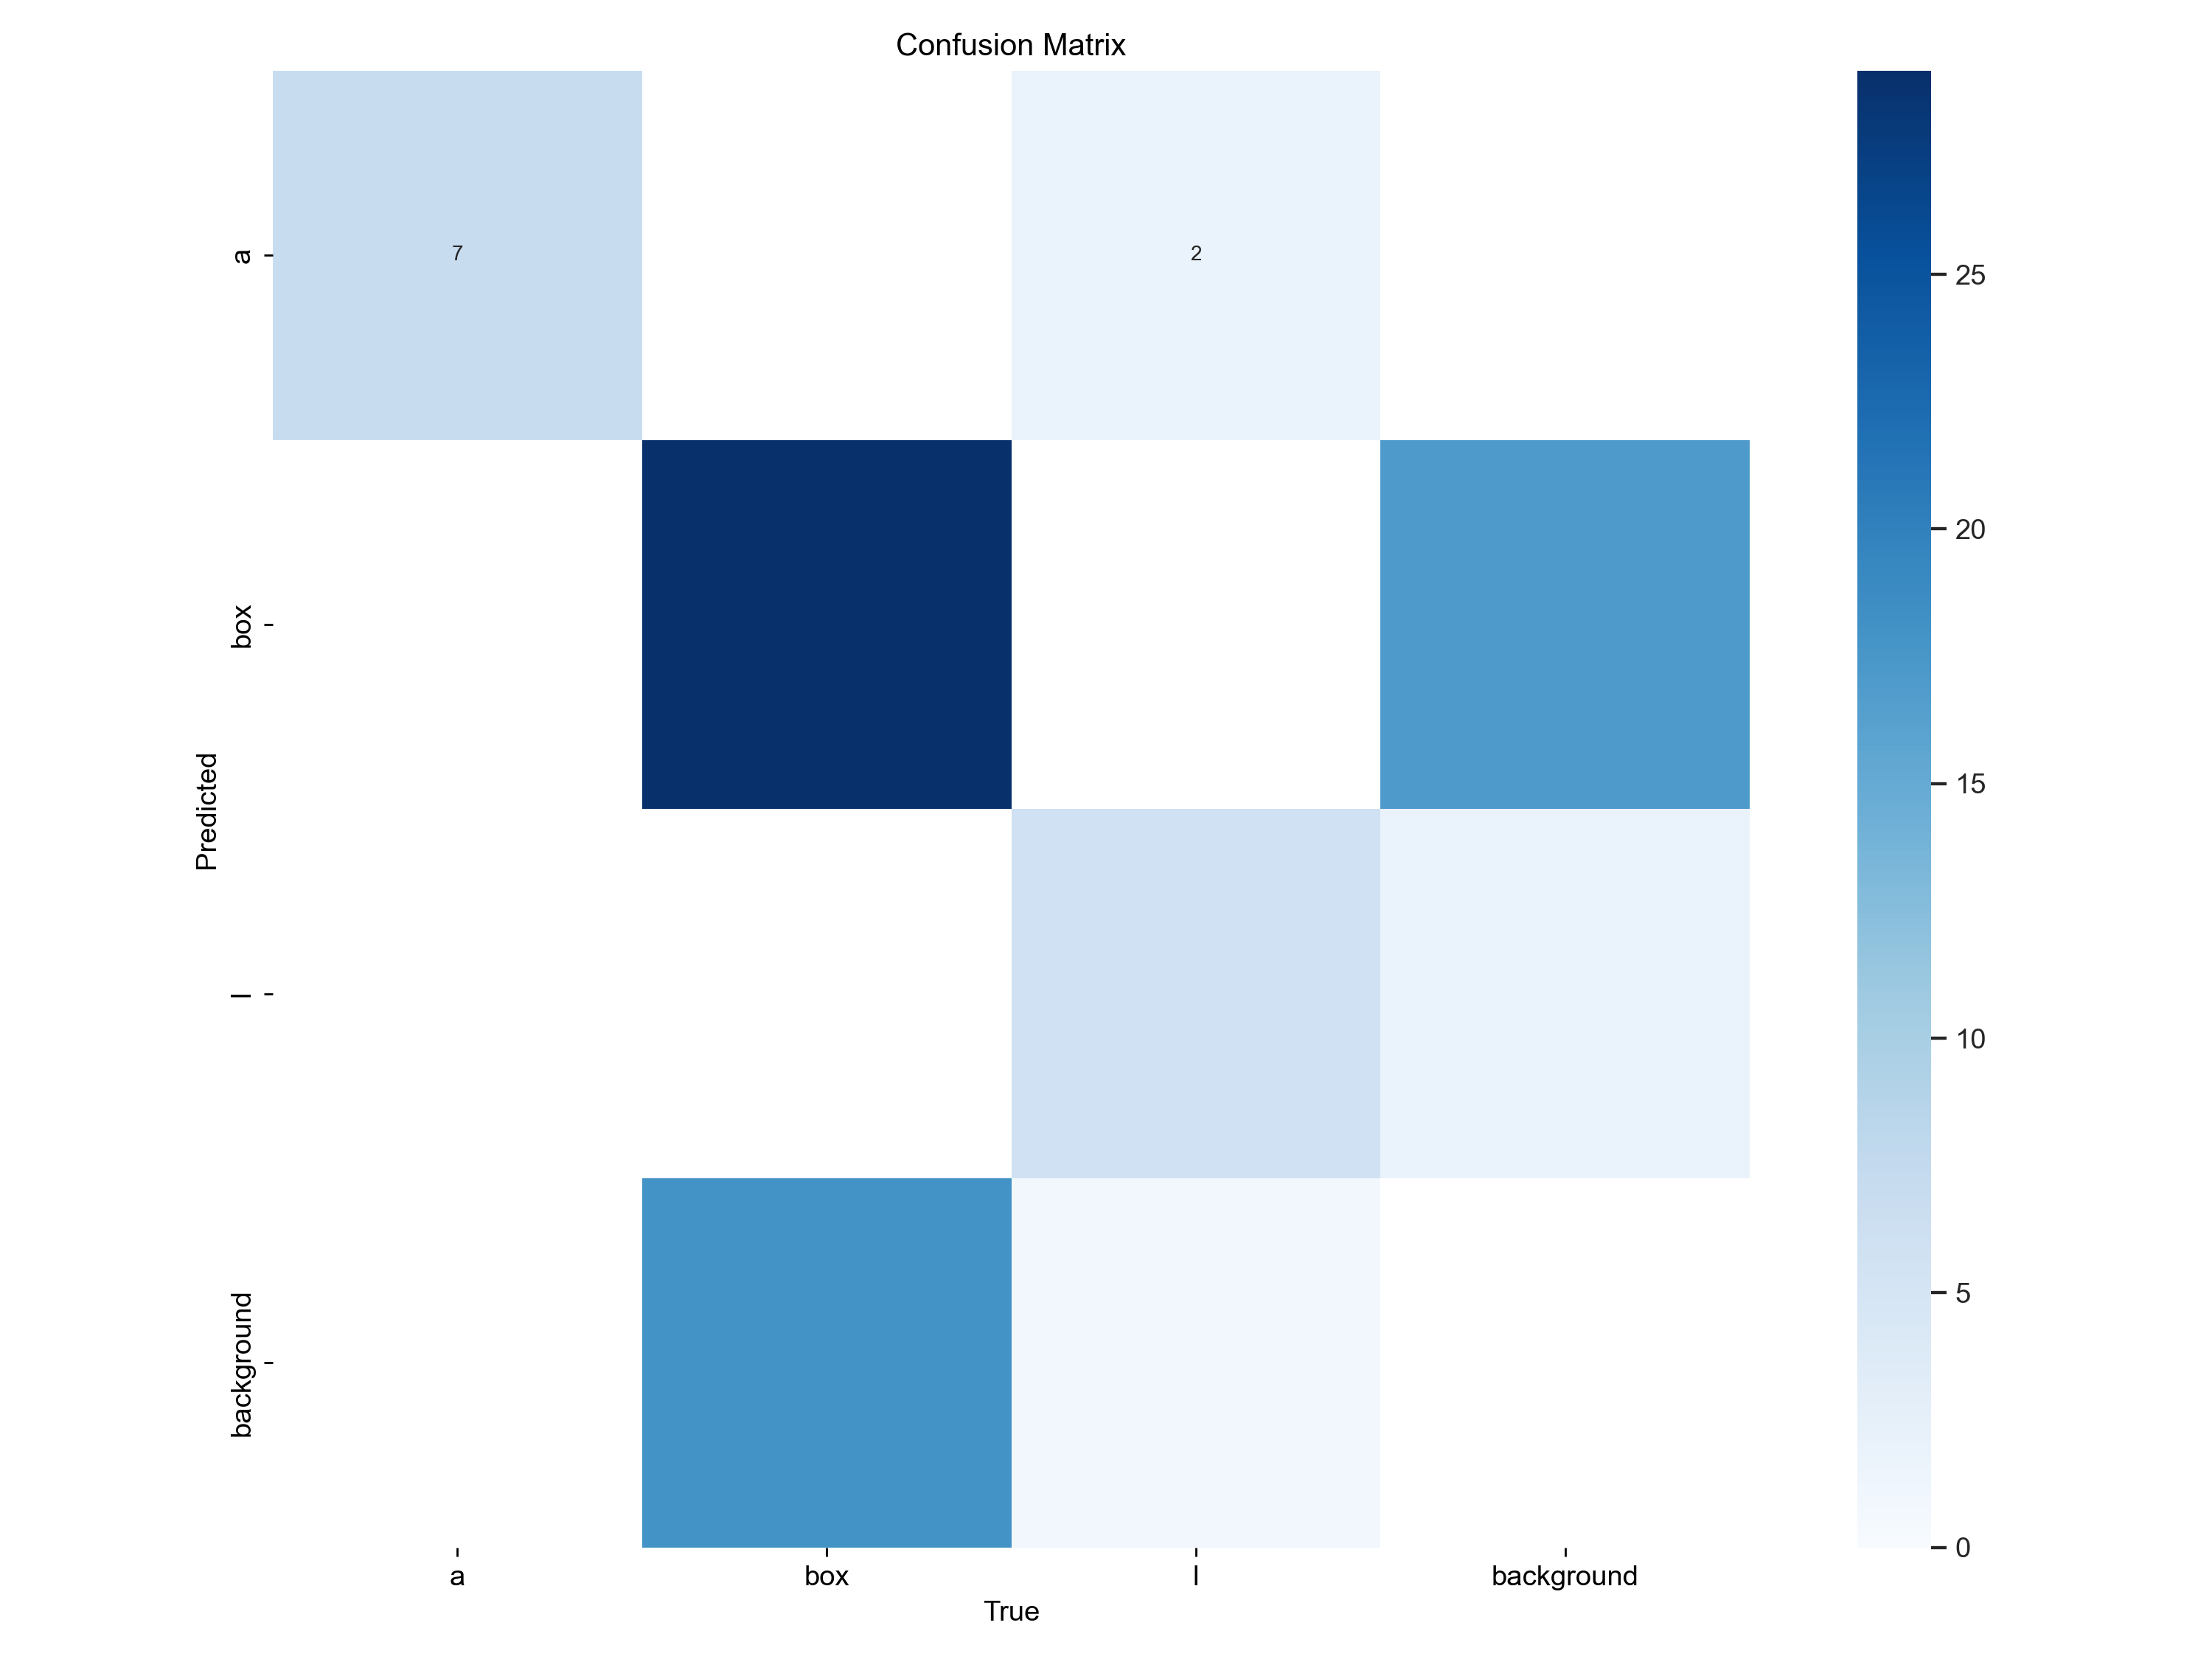 Confusion Matrix
a
7
2
box
l
background
Predicted
a
box
l
background
True
25
20
15
10
5
0